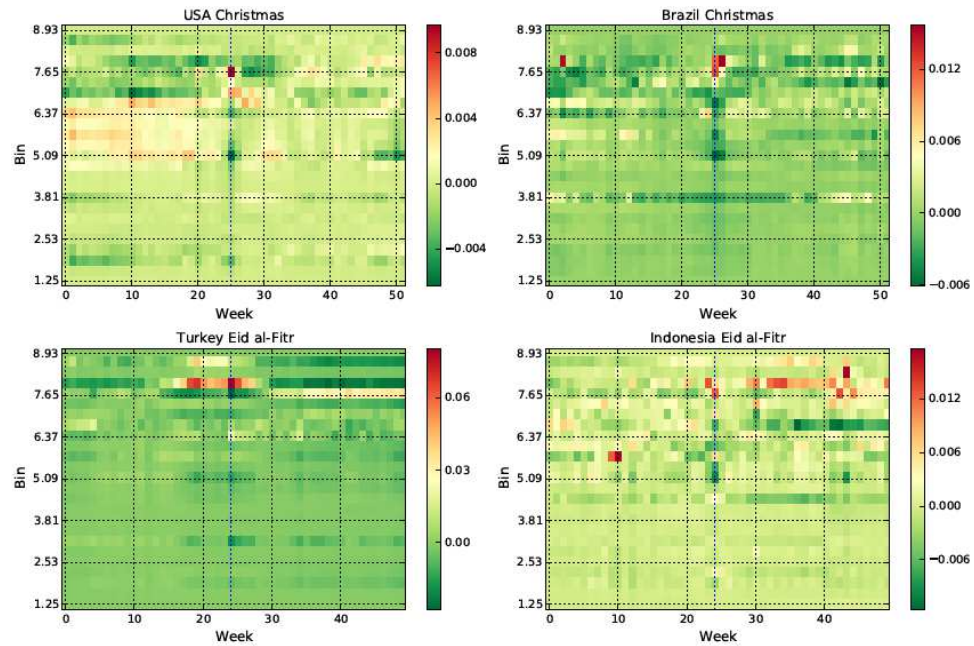 USA Christmas
8.93
7.65
6.37
5.09
3.81
2.53
1.25
Bin
0 10 20 30 40 50
Week
0.008
0.004
0.000
−0.004
Brazil Christmas
8.93
7.65
6.37
5.09
3.81
2.53
1.25
Bin
0 10 20 30 40 50
Week
0.012
0.006
0.000
−0.006
Turkey Eid al-Fitr
8.93
7.65
6.37
5.09
3.81
2.53
1.25
Bin
0 10 20 30 40
Week
0.06
0.03
0.00
Indonesia Eid al-Fitr
8.93
7.65
6.37
5.09
3.81
2.53
1.25
Bin
0 10 20 30 40
Week
0.012
0.006
0.000
−0.006